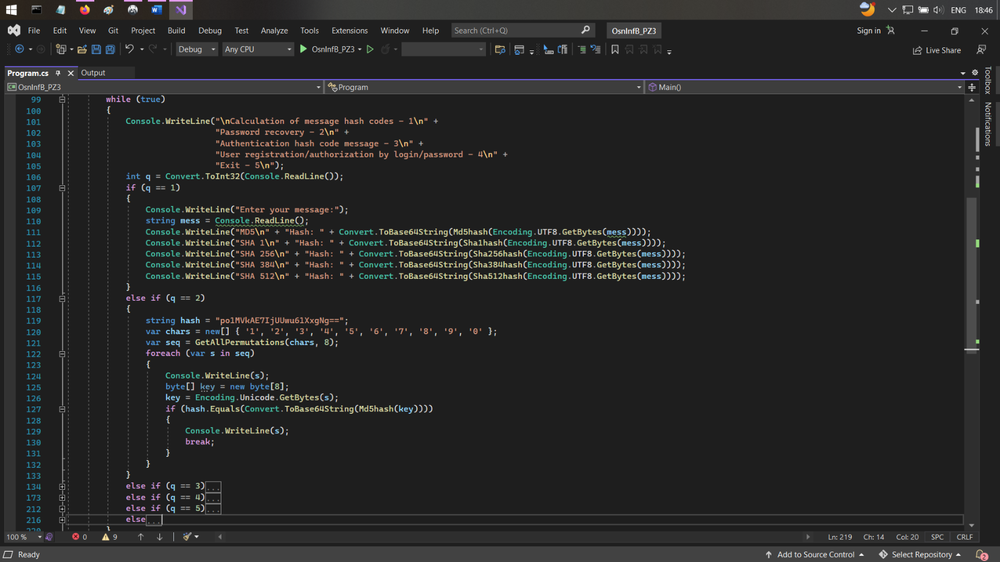 ENG 18:46
File Edit View Git Project Build Debug Test Analyze Tools Extensions Window Help Search (Ctrl+Q) OsnInfB_PZ3 Sign in
Debug Any CPU OsnInfB_PZ3 Live Share
Program.cs Output
OsnInfB_PZ3 Program Main()
Toolbox
Notifications
99 while (true)
100 {
101 Console.WriteLine("\nCalculation of message hash codes - 1\n" +
102 "Password recovery - 2\n" +
103 "Authentication hash code message - 3\n" +
104 "User registration/authorization by login/password - 4\n" +
105 "Exit - 5\n");
106 int q = Convert.ToInt32(Console.ReadLine());
107 if (q == 1)
108 {
109 Console.WriteLine("Enter your message:");
110 string mess = Console.ReadLine();
111 Console.WriteLine("MD5\n" + "Hash: " + Convert.ToBase64String(Md5hash(Encoding.UTF8.GetBytes(mess))));
112 Console.WriteLine("SHA 1\n" + "Hash: " + Convert.ToBase64String(Sha1hash(Encoding.UTF8.GetBytes(mess))));
113 Console.WriteLine("SHA 256\n" + "Hash: " + Convert.ToBase64String(Sha256hash(Encoding.UTF8.GetBytes(mess))));
114 Console.WriteLine("SHA 384\n" + "Hash: " + Convert.ToBase64String(Sha384hash(Encoding.UTF8.GetBytes(mess))));
115 Console.WriteLine("SHA 512\n" + "Hash: " + Convert.ToBase64String(Sha512hash(Encoding.UTF8.GetBytes(mess))));
116 }
117 else if (q == 2)
118 {
119 string hash = "po1MVkAE7IjUUwu61XxgNg==";
120 var chars = new[] { '1', '2', '3', '4', '5', '6', '7', '8', '9', '0' };
121 var seq = GetAllPermutations(chars, 8);
122 foreach (var s in seq)
123 {
124 Console.WriteLine(s);
125 byte[] key = new byte[8];
126 key = Encoding.Unicode.GetBytes(s);
127 if (hash.Equals(Convert.ToBase64String(Md5hash(key))))
128 {
129 Console.WriteLine(s);
130 break;
131 }
132 }
133 }
134 else if (q == 3)...
173 else if (q == 4)...
212 else if (q == 5)...
216 else...
220 }
100 % 0 9 Ln: 219 Ch: 14 Col: 20 SPC CRLF
Ready Add to Source Control Select Repository 2